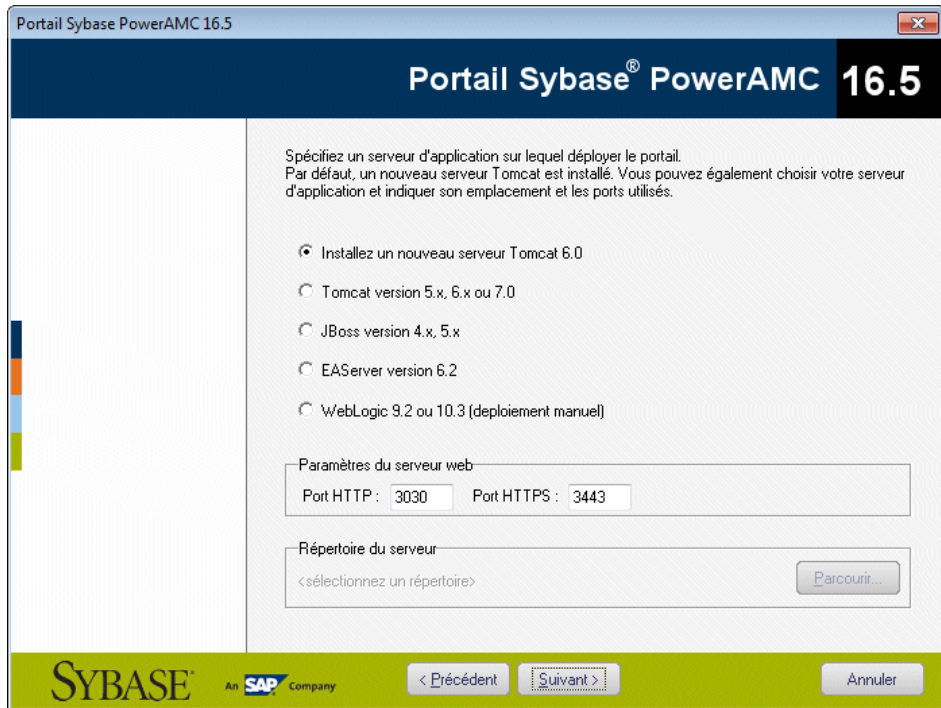 Portail Sybase PowerAMC 16.5
Portail Sybase® PowerAMC 16.5
Spécifiez un serveur d'application sur lequel déployer le portail.
Par défaut, un nouveau serveur Tomcat est installé. Vous pouvez également choisir votre serveur
d'application et indiquer son emplacement et les ports utilisés.
Installez un nouveau serveur Tomcat 6.0
Tomcat version 5.x, 6.x ou 7.0
JBoss version 4.x, 5.x
EAServer version 6.2
WebLogic 9.2 ou 10.3 (deploiement manuel)
Paramètres du serveur web
Port HTTP : 3030 Port HTTPS : 3443
Répertoire du serveur
<sélectionnez un répertoire> Parcourir...
SYBASE An SAP Company < Précédent Suivant > Annuler